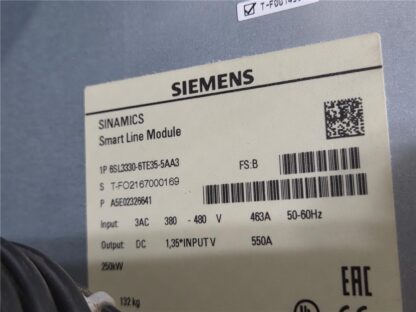 SIEMENS
SINAMICS
Smart Line Module
1P 6SL3330-6TE35-5AA3 FS:B
S T-FO2167000169
P A5E02326641
Input: 3AC 380 - 480 V 463A 50-60Hz
Output: DC 1,35*INPUT V 550A
250kW
132 kg
EAC